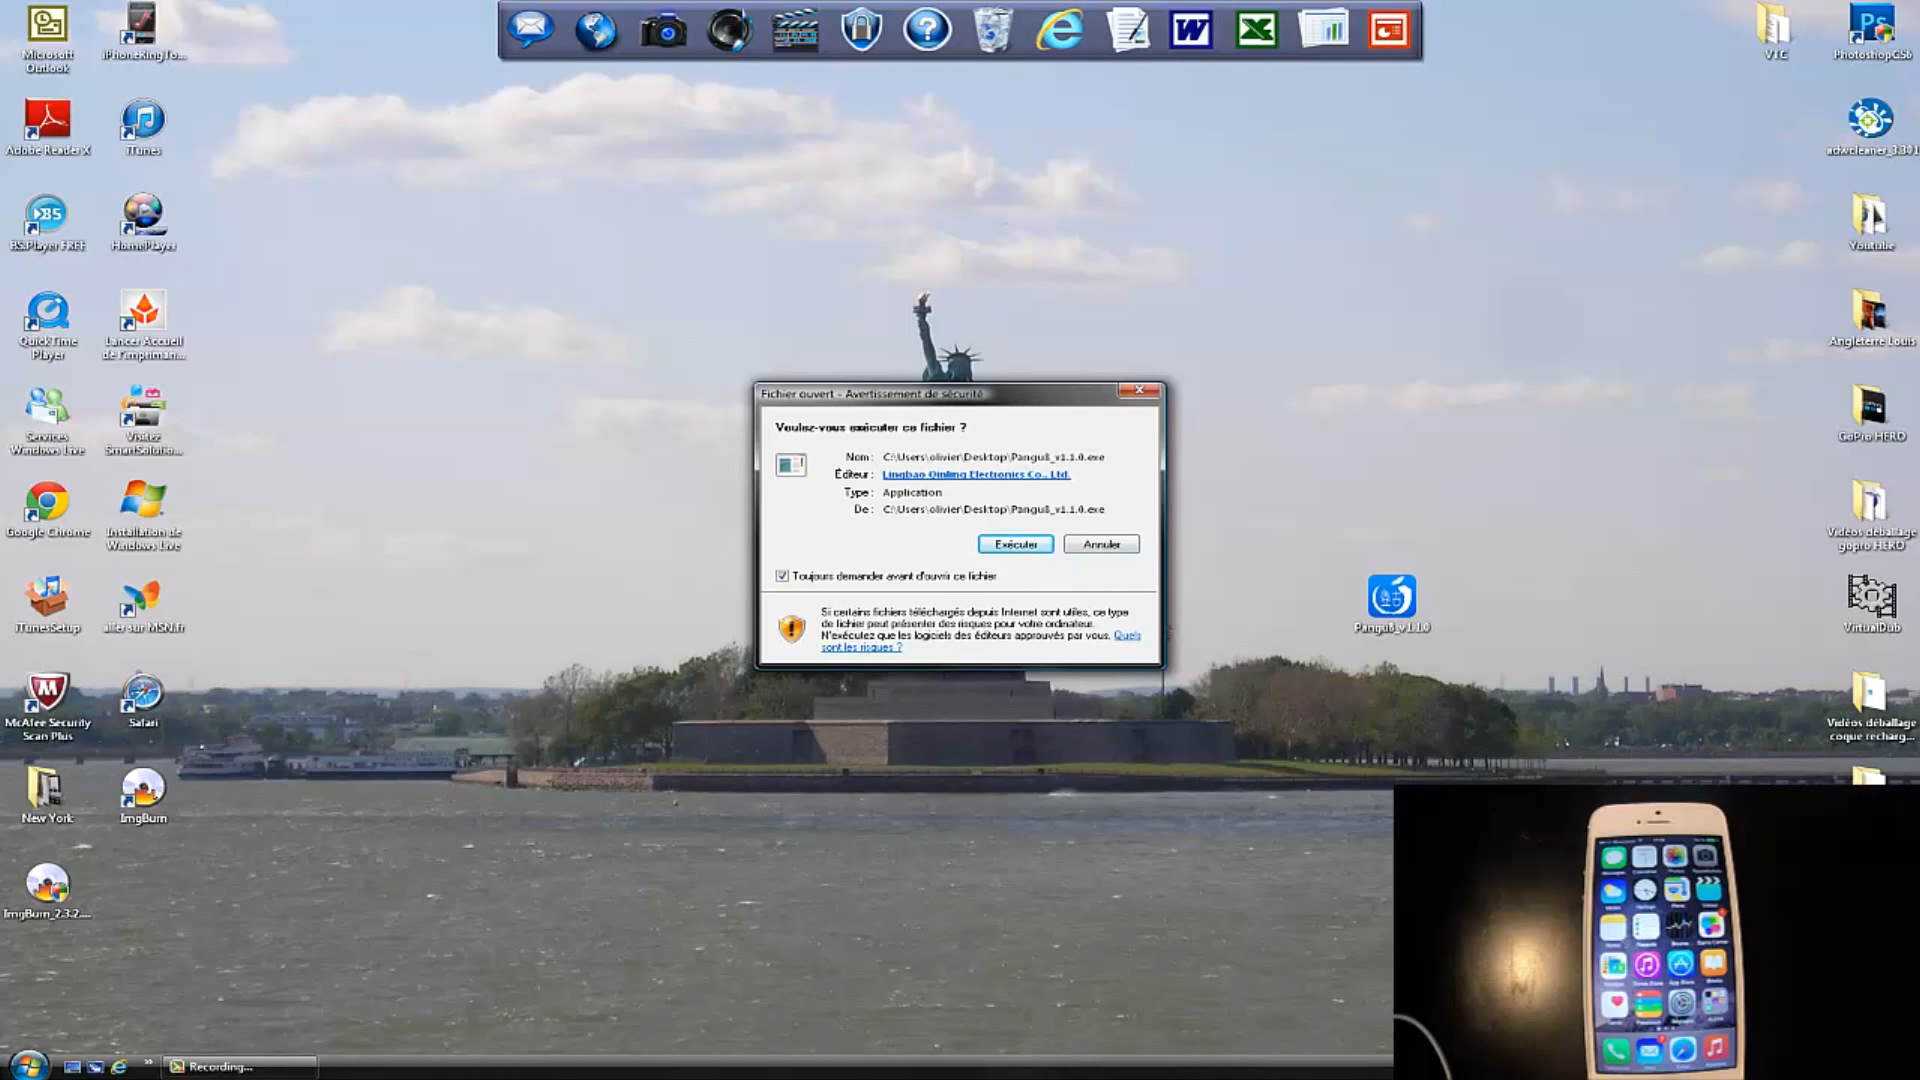 Microsoft
Outlook
iPhoneRingTo...
Adobe Reader X
iTunes
BS.Player FREE
HomePlayer
QuickTime
Player
Lancer Accueil
de l'impriman...
Services
Windows Live
Visitez
SmartSolutio...
Google Chrome
Installation de
Windows Live
iTunesSetup
aller sur MSN.fr
McAfee Security
Scan Plus
Safari
New York
ImgBurn
ImgBurn_2.3.2....
Fichier ouvert - Avertissement de sécurité
Voulez-vous exécuter ce fichier ?
Nom : C:\Users\olivier\Desktop\Pangu8_v1.1.0.exe
Éditeur : Lingbao Qinling Electronics Co., Ltd.
Type : Application
De : C:\Users\olivier\Desktop\Pangu8_v1.1.0.exe
Exécuter
Annuler
Toujours demander avant d'ouvrir ce fichier
Si certains fichiers téléchargés depuis Internet sont utiles, ce type
de fichier peut présenter des risques pour votre ordinateur.
N'exécutez que les logiciels des éditeurs approuvés par vous. Quels
sont les risques ?
Pangu8_v1.1.0
VTC
PhotoshopCS6
adwcleaner_3.301
Youtube
Angleterre Louis
GoPro HERO
Vidéos déballage
gopro HERO
VirtualDub
Vidéos déballage
coque recharg...
Recording...